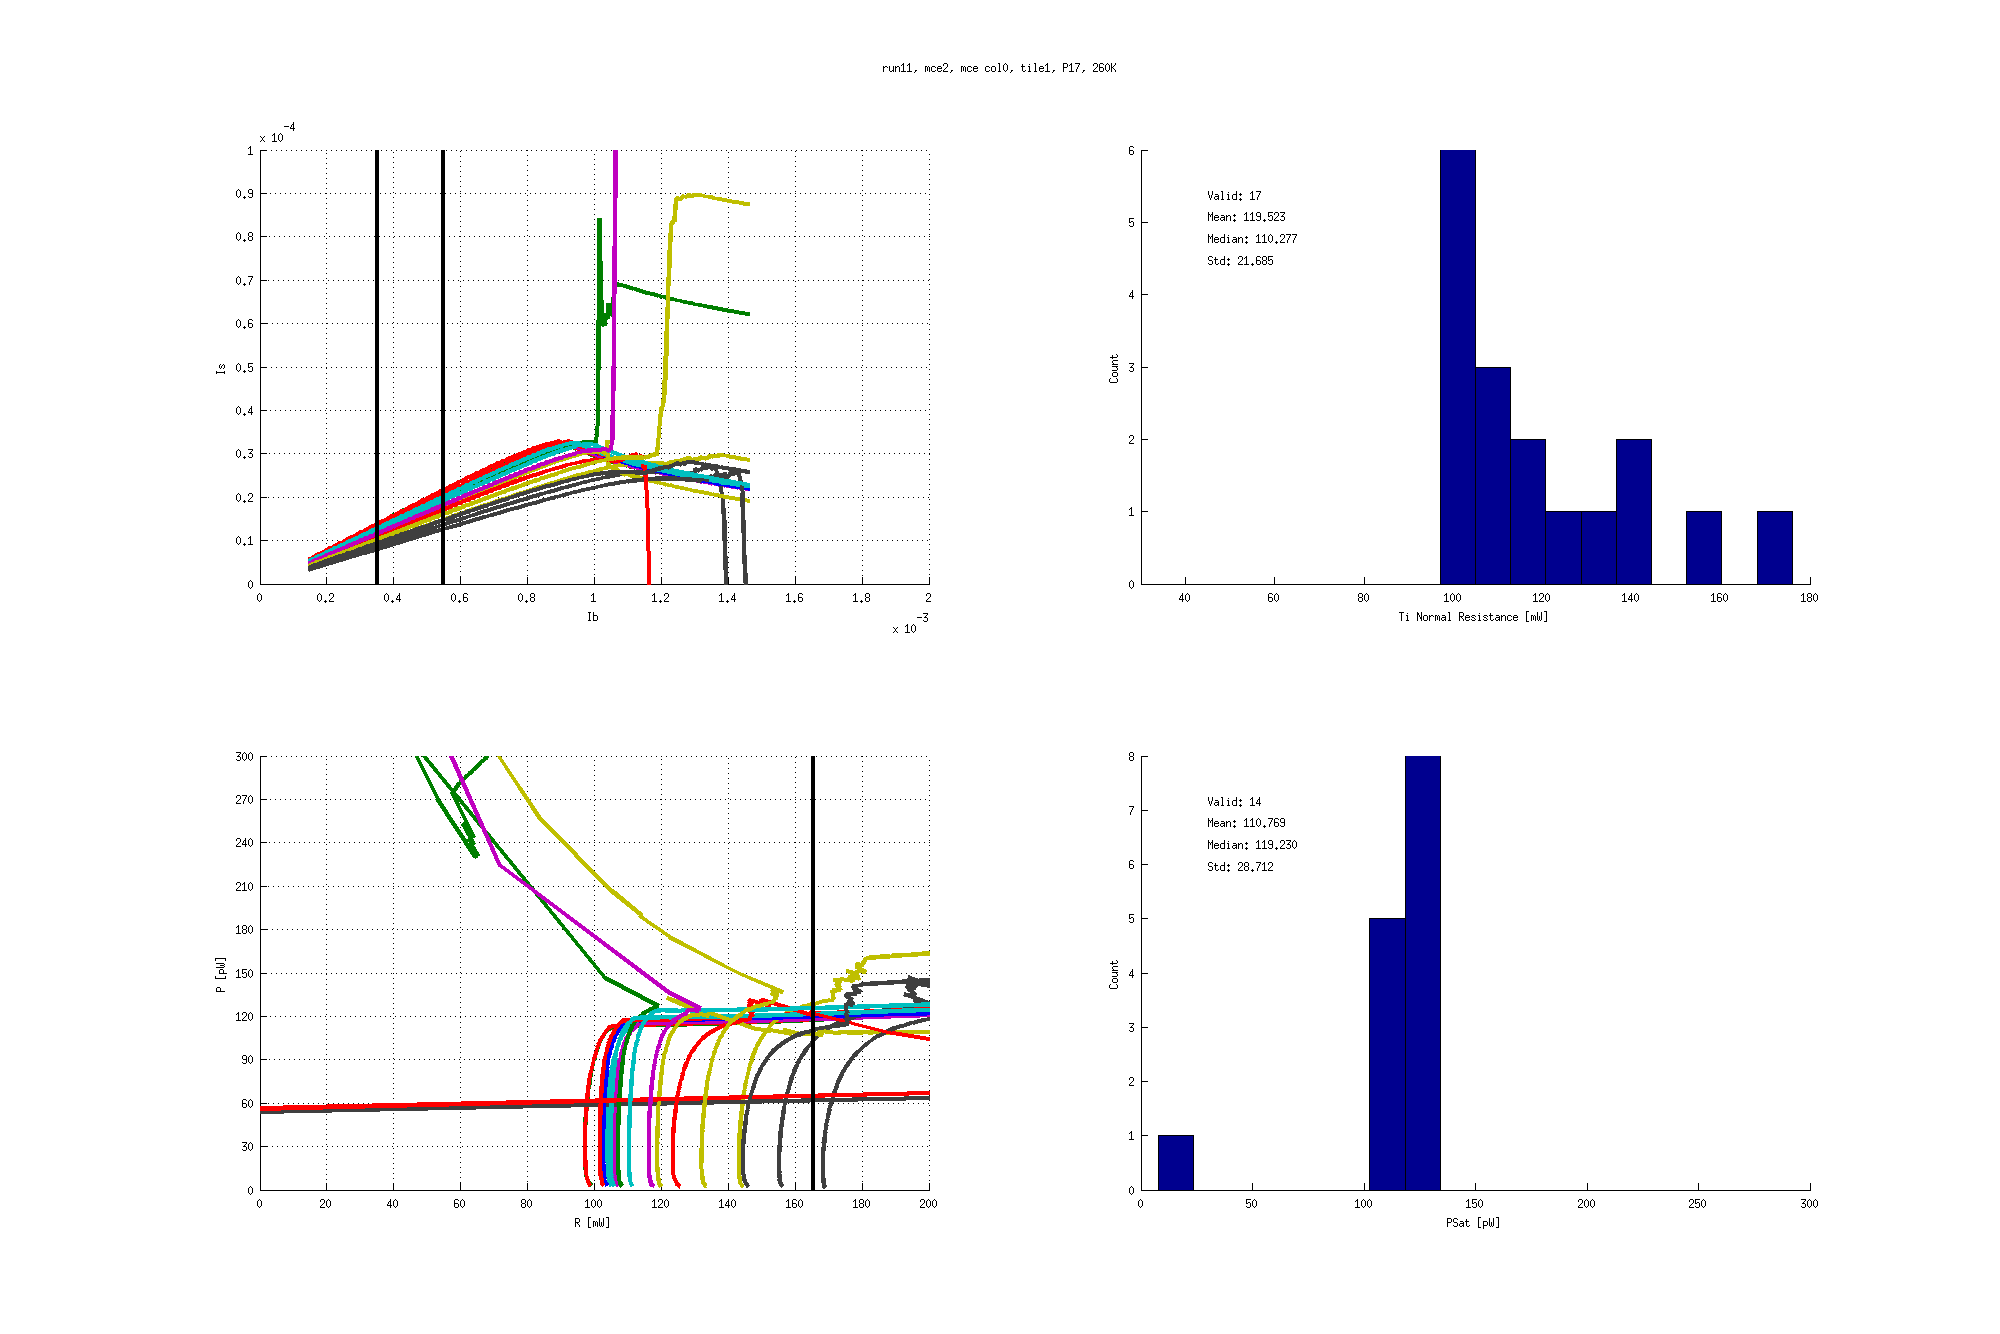 run11, mce2, mce col0, tile1, P17, 260K
x 10^-4
1
0.9
0.8
0.7
0.6
0.5
0.4
0.3
0.2
0.1
0
Is
0 0.2 0.4 0.6 0.8 1 1.2 1.4 1.6 1.8 2
Ib
x 10^-3
6
5
4
3
2
1
0
Count
Valid: 17
Mean: 119.523
Median: 110.277
Std: 21.685
40 60 80 100 120 140 160 180
Ti Normal Resistance [mW]
300
270
240
210
180
150
120
90
60
30
0
P [pW]
0 20 40 60 80 100 120 140 160 180 200
R [mW]
8
7
6
5
4
3
2
1
0
Count
Valid: 14
Mean: 110.769
Median: 119.230
Std: 28.712
0 50 100 150 200 250 300
PSat [pW]